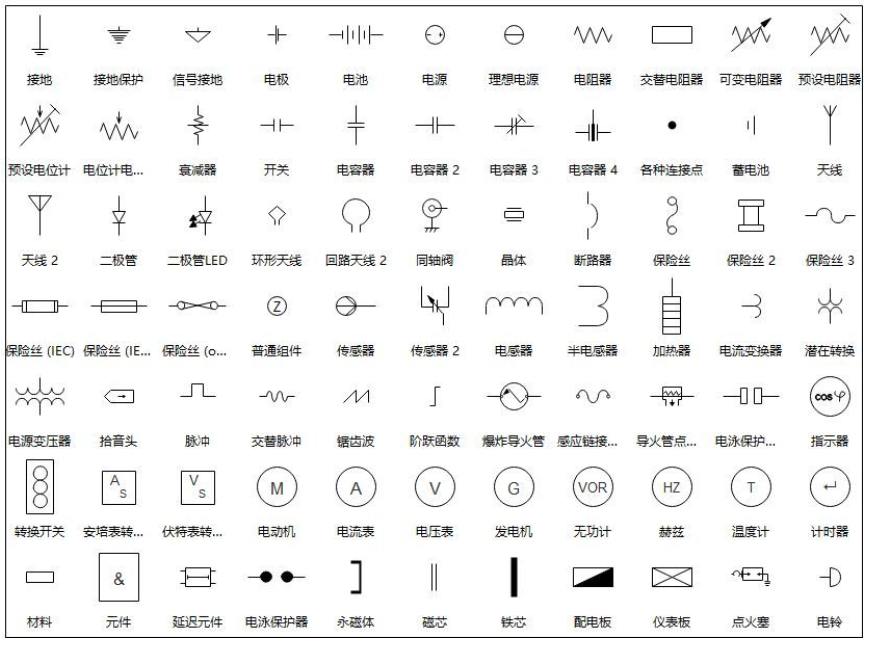 接地 接地保护 信号接地 电极 电池 电源 理想电源 电阻器 交替电阻器 可变电阻器 预设电阻器
预设电位计 电位计电... 衰减器 开关 电容器 电容器 2 电容器 3 电容器 4 各种连接点 蓄电池 天线
天线 2 二极管 二极管LED 环形天线 回路天线 2 同轴阀 晶体 断路器 保险丝 保险丝 2 保险丝 3
Z
保险丝 (IEC) 保险丝 (IE... 保险丝 (o... 普通组件 传感器 传感器 2 电感器 半电感器 加热器 电流变换器 潜在转换
cosφ
电源变压器 拾音头 脉冲 交替脉冲 锯齿波 阶跃函数 爆炸导火管 感应链接... 导火管点... 电泳保护... 指示器
A S V S M A V G VOR HZ T
转换开关 安培表转... 伏特表转... 电动机 电流表 电压表 发电机 无功计 赫兹 温度计 计时器
&
材料 元件 延迟元件 电泳保护器 永磁体 磁芯 铁芯 配电板 仪表板 点火塞 电铃